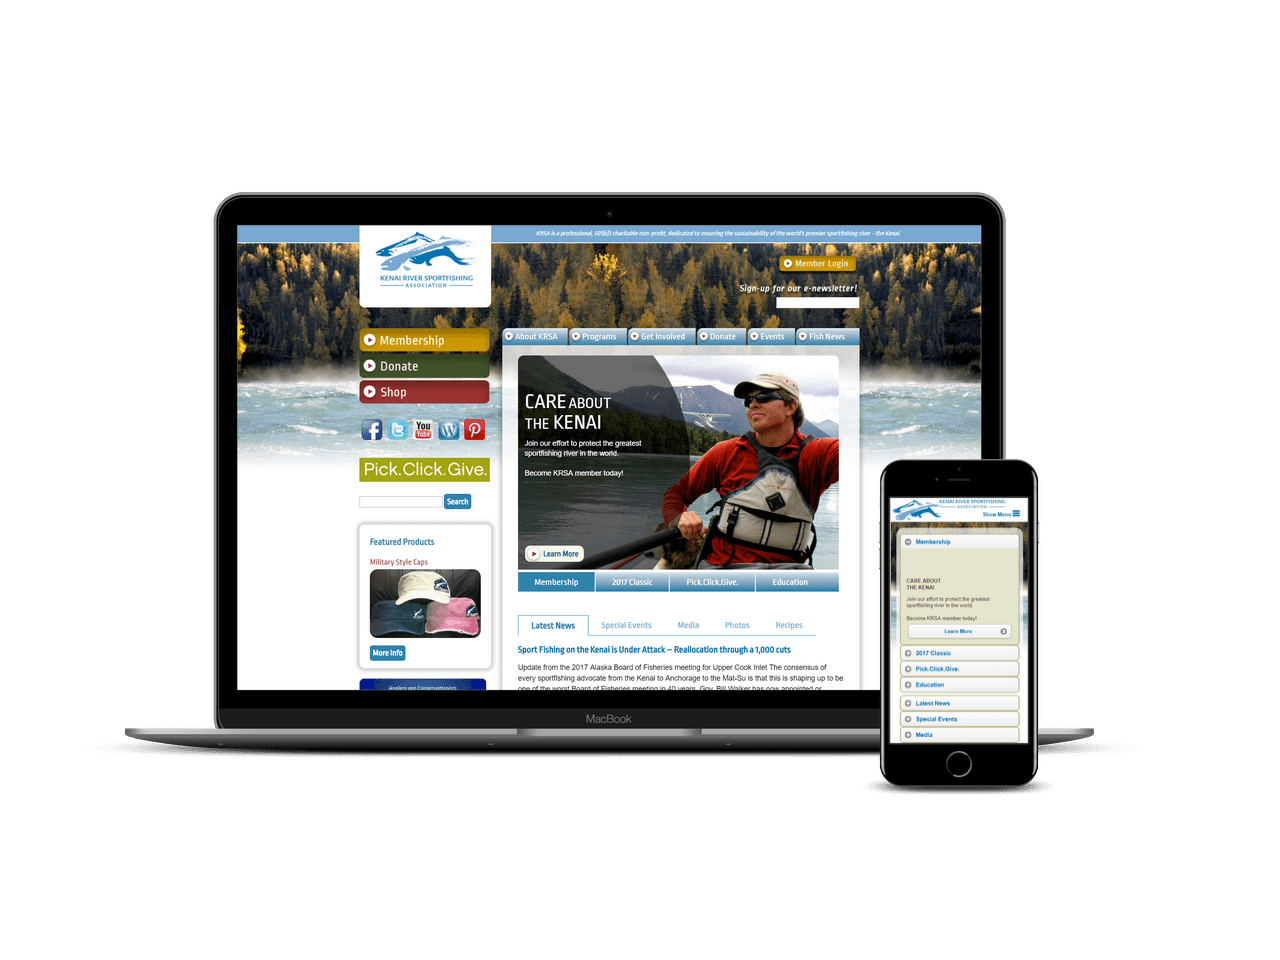 KRSA is a professional, 501(c)3 charitable non-profit, dedicated to ensuring the sustainability of the world's premier sportfishing river - the Kenai.
KENAI RIVER SPORTFISHING
ASSOCIATION
Member Login
Sign-up for our e-newsletter!
Membership
Donate
Shop
You
Tube
Pick.Click.Give.
Search
Featured Products
Military Style Caps
More Info
Anglers are Conservationists
About KRSA
Programs
Get Involved
Donate
Events
Fish News
CARE ABOUT
THE KENAI
Join our effort to protect the greatest
sportfishing river in the world.
Become KRSA member today!
Learn More
Membership
2017 Classic
Pick.Click.Give.
Education
Latest News
Special Events
Media
Photos
Recipes
Sport Fishing on the Kenai is Under Attack – Reallocation through a 1,000 cuts
Update from the 2017 Alaska Board of Fisheries meeting for Upper Cook Inlet The consensus of
every sportfishing advocate from the Kenai to Anchorage to the Mat-Su is that this is shaping up to be
one of the worst Board of Fisheries meeting in 40 years. Gov. Bill Walker has now appointed or
MacBook
KENAI RIVER SPORTFISHING
ASSOCIATION
Show Menu
Membership
CARE ABOUT
THE KENAI
Join our effort to protect the greatest
sportfishing river in the world.
Become KRSA member today!
Learn More
2017 Classic
Pick.Click.Give.
Education
Latest News
Special Events
Media